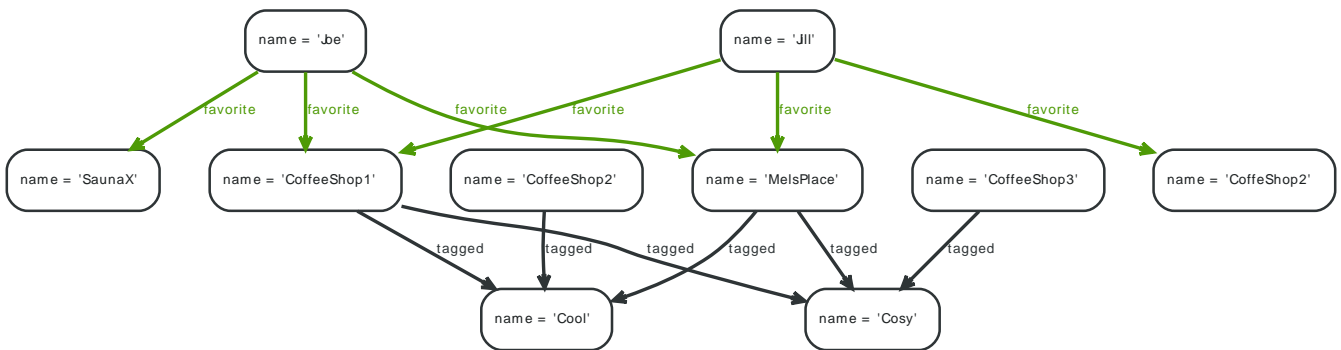 name = 'Joe'
name = 'Jill'
favorite
favorite
favorite
favorite
favorite
favorite
name = 'SaunaX'
name = 'CoffeeShop1'
name = 'CoffeeShop2'
name = 'MelsPlace'
name = 'CoffeeShop3'
name = 'CoffeShop2'
tagged
tagged
tagged
tagged
tagged
tagged
name = 'Cool'
name = 'Cosy'